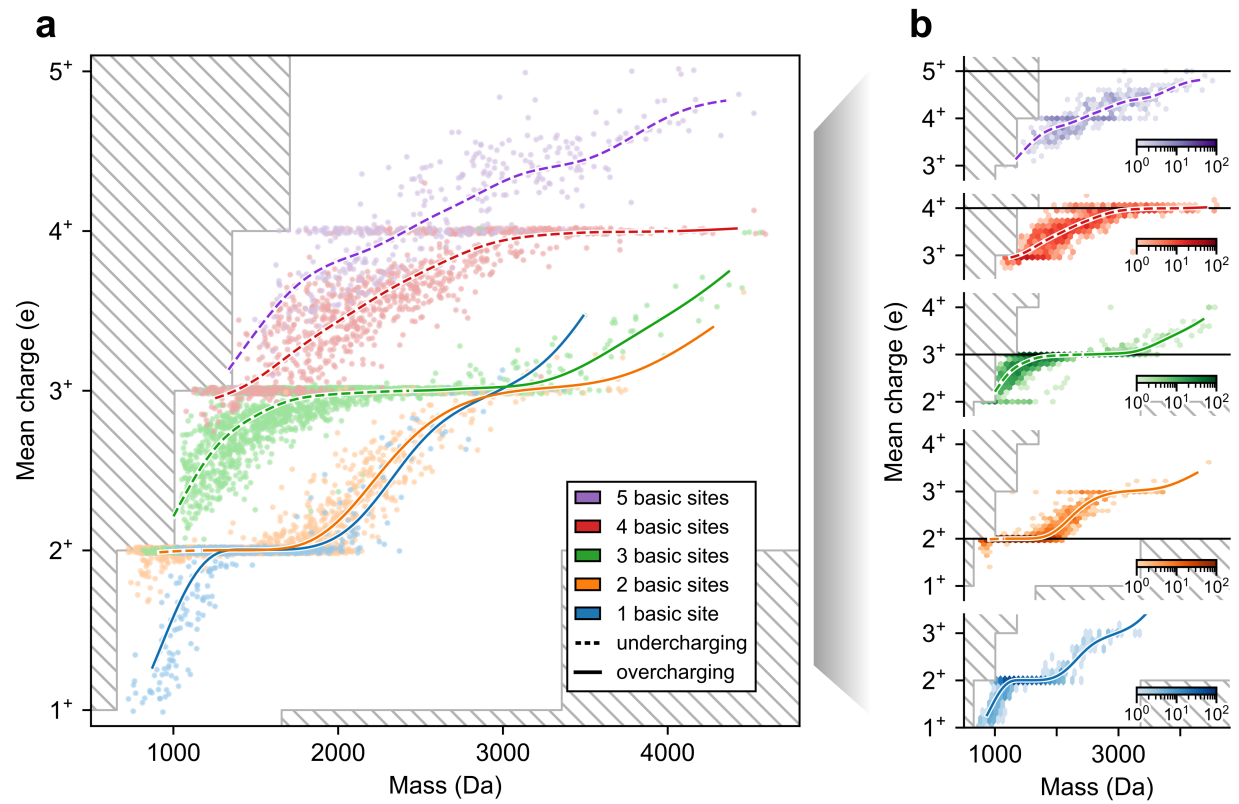 a
b
5⁺
4⁺
3⁺
2⁺
1⁺
Mean charge (e)
1000
2000
3000
4000
Mass (Da)
5 basic sites
4 basic sites
3 basic sites
2 basic sites
1 basic site
undercharging
overcharging
5⁺
4⁺
3⁺
10⁰ 10¹ 10²
4⁺
3⁺
10⁰ 10¹ 10²
4⁺
3⁺
2⁺
10⁰ 10¹ 10²
Mean charge (e)
4⁺
3⁺
2⁺
1⁺
10⁰ 10¹ 10²
3⁺
2⁺
1⁺
10⁰ 10¹ 10²
1000
3000
Mass (Da)